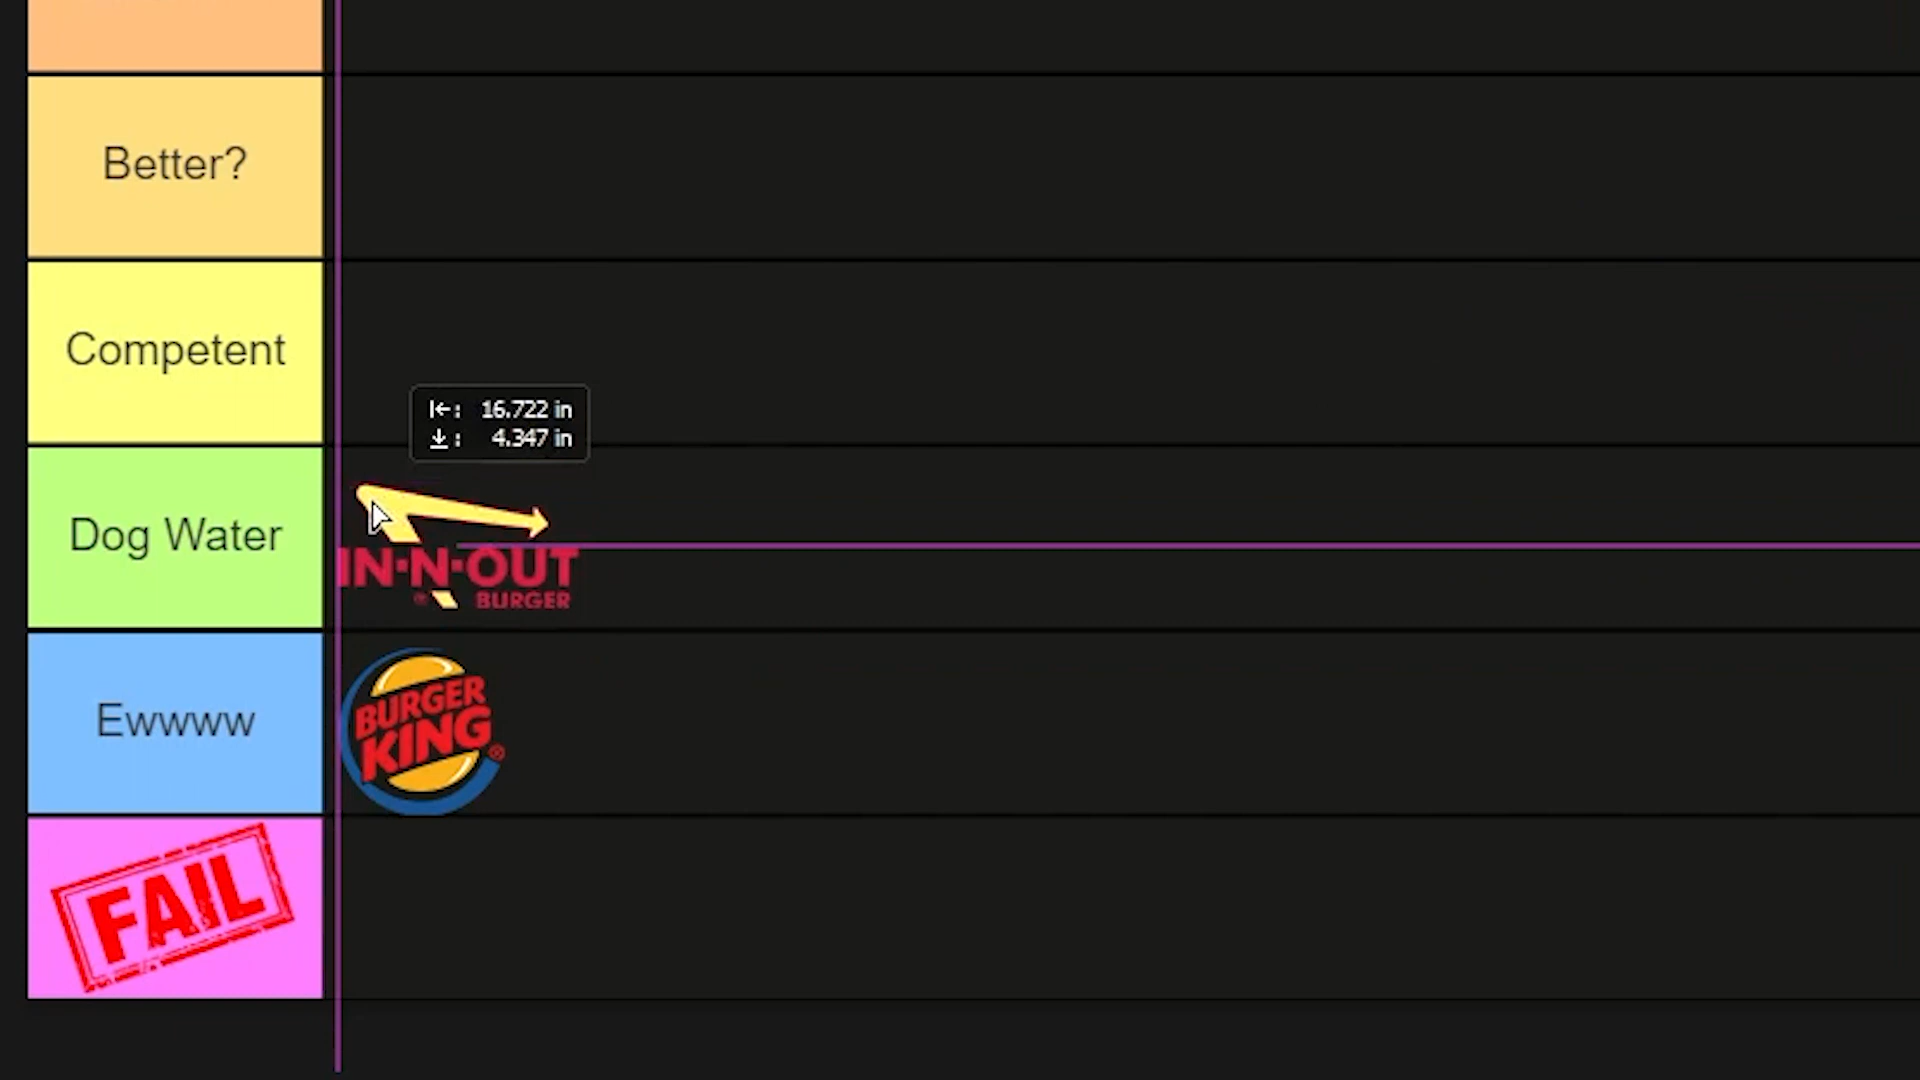 Better?
Competent
16.722 in
4.347 in
Dog Water
IN·N·OUT
® BURGER
Ewwww
BURGER
KING®
FAIL